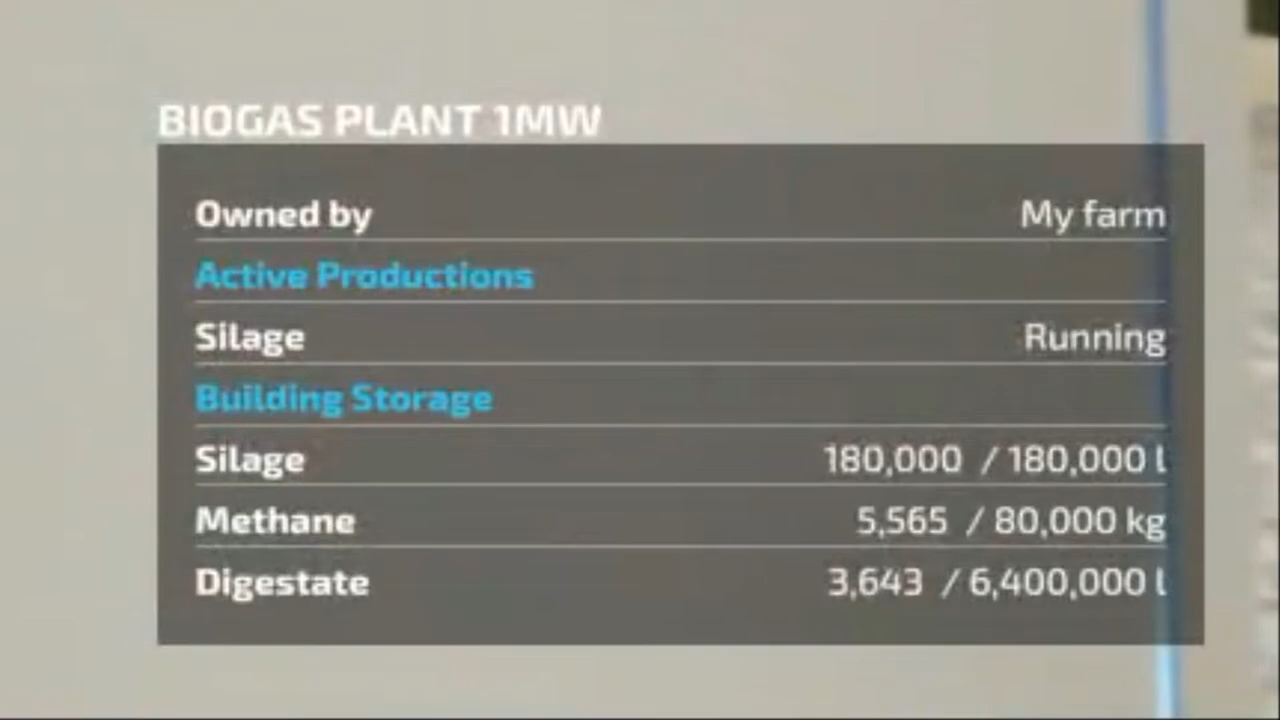 BIOGAS PLANT 1MW
Owned by My farm
Active Productions
Silage Running
Building Storage
Silage 180,000 / 180,000 l
Methane 5,565 / 80,000 kg
Digestate 3,643 / 6,400,000 l